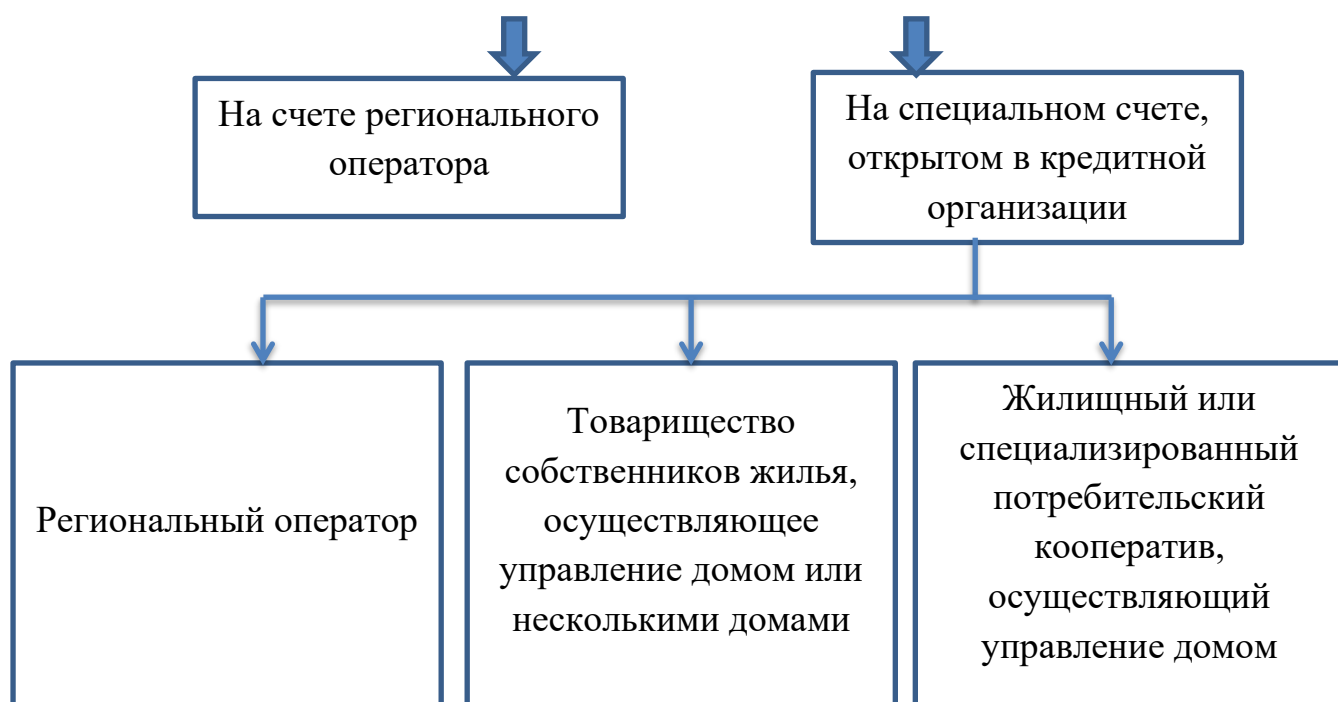 На счете регионального
оператора
На специальном счете,
открытом в кредитной
организации
Региональный оператор
Товарищество
собственников жилья,
осуществляющее
управление домом или
несколькими домами
Жилищный или
специализированный
потребительский
кооператив,
осуществляющий
управление домом